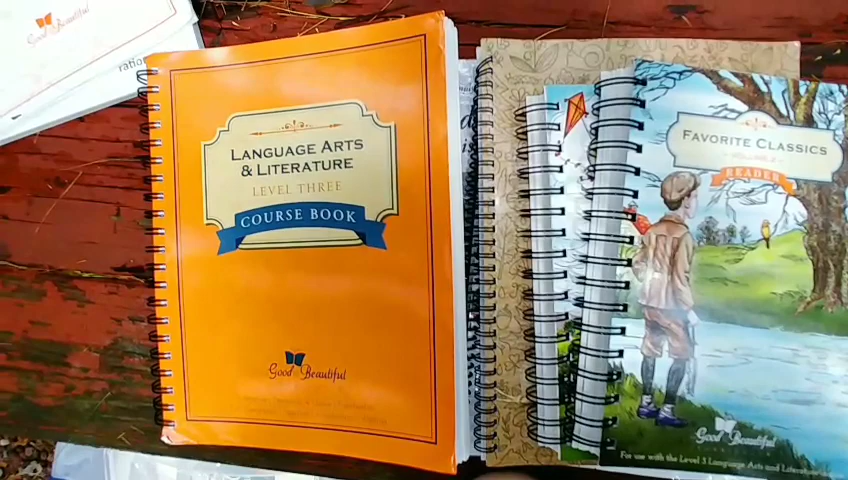 Good & Beautiful
ratio
LANGUAGE ARTS
& LITERATURE
LEVEL THREE
COURSE BOOK
Good & Beautiful
FAVORITE CLASSICS
READER
Good & Beautiful
For use with the Level 3 Language Arts and Literature